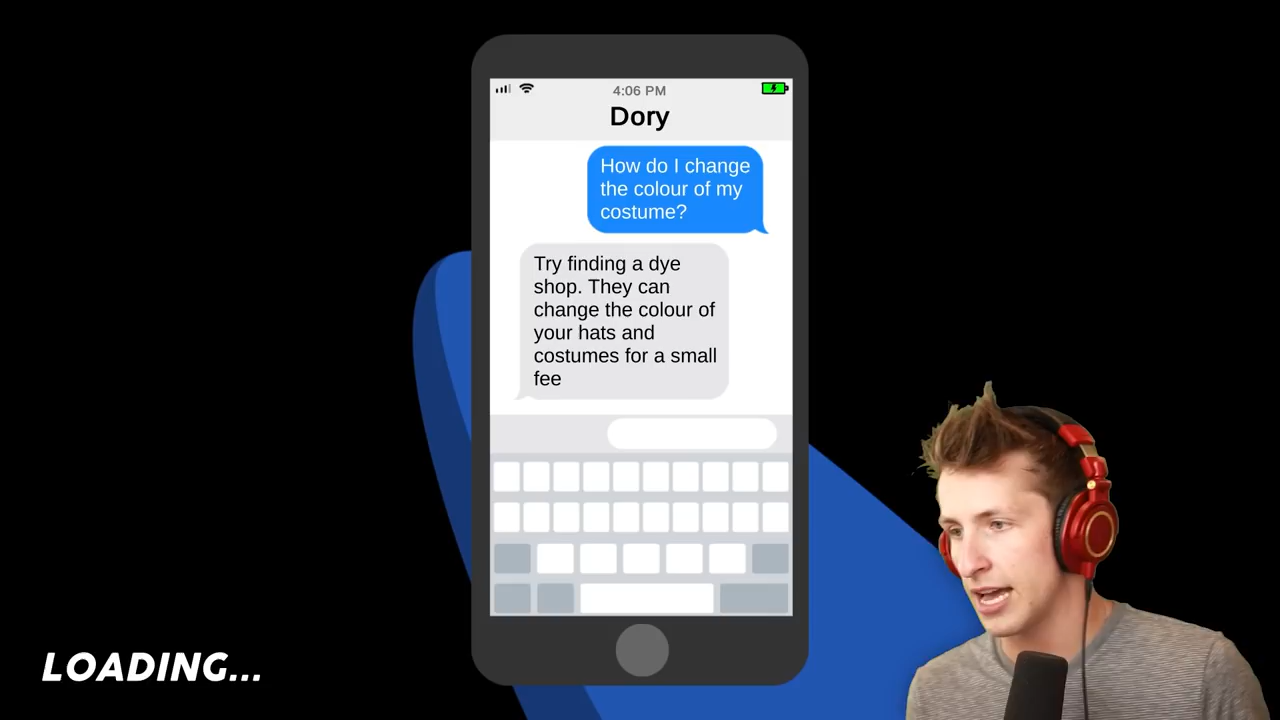 4:06 PM
Dory
How do I change
the colour of my
costume?
Try finding a dye
shop. They can
change the colour of
your hats and
costumes for a small
fee
LOADING...